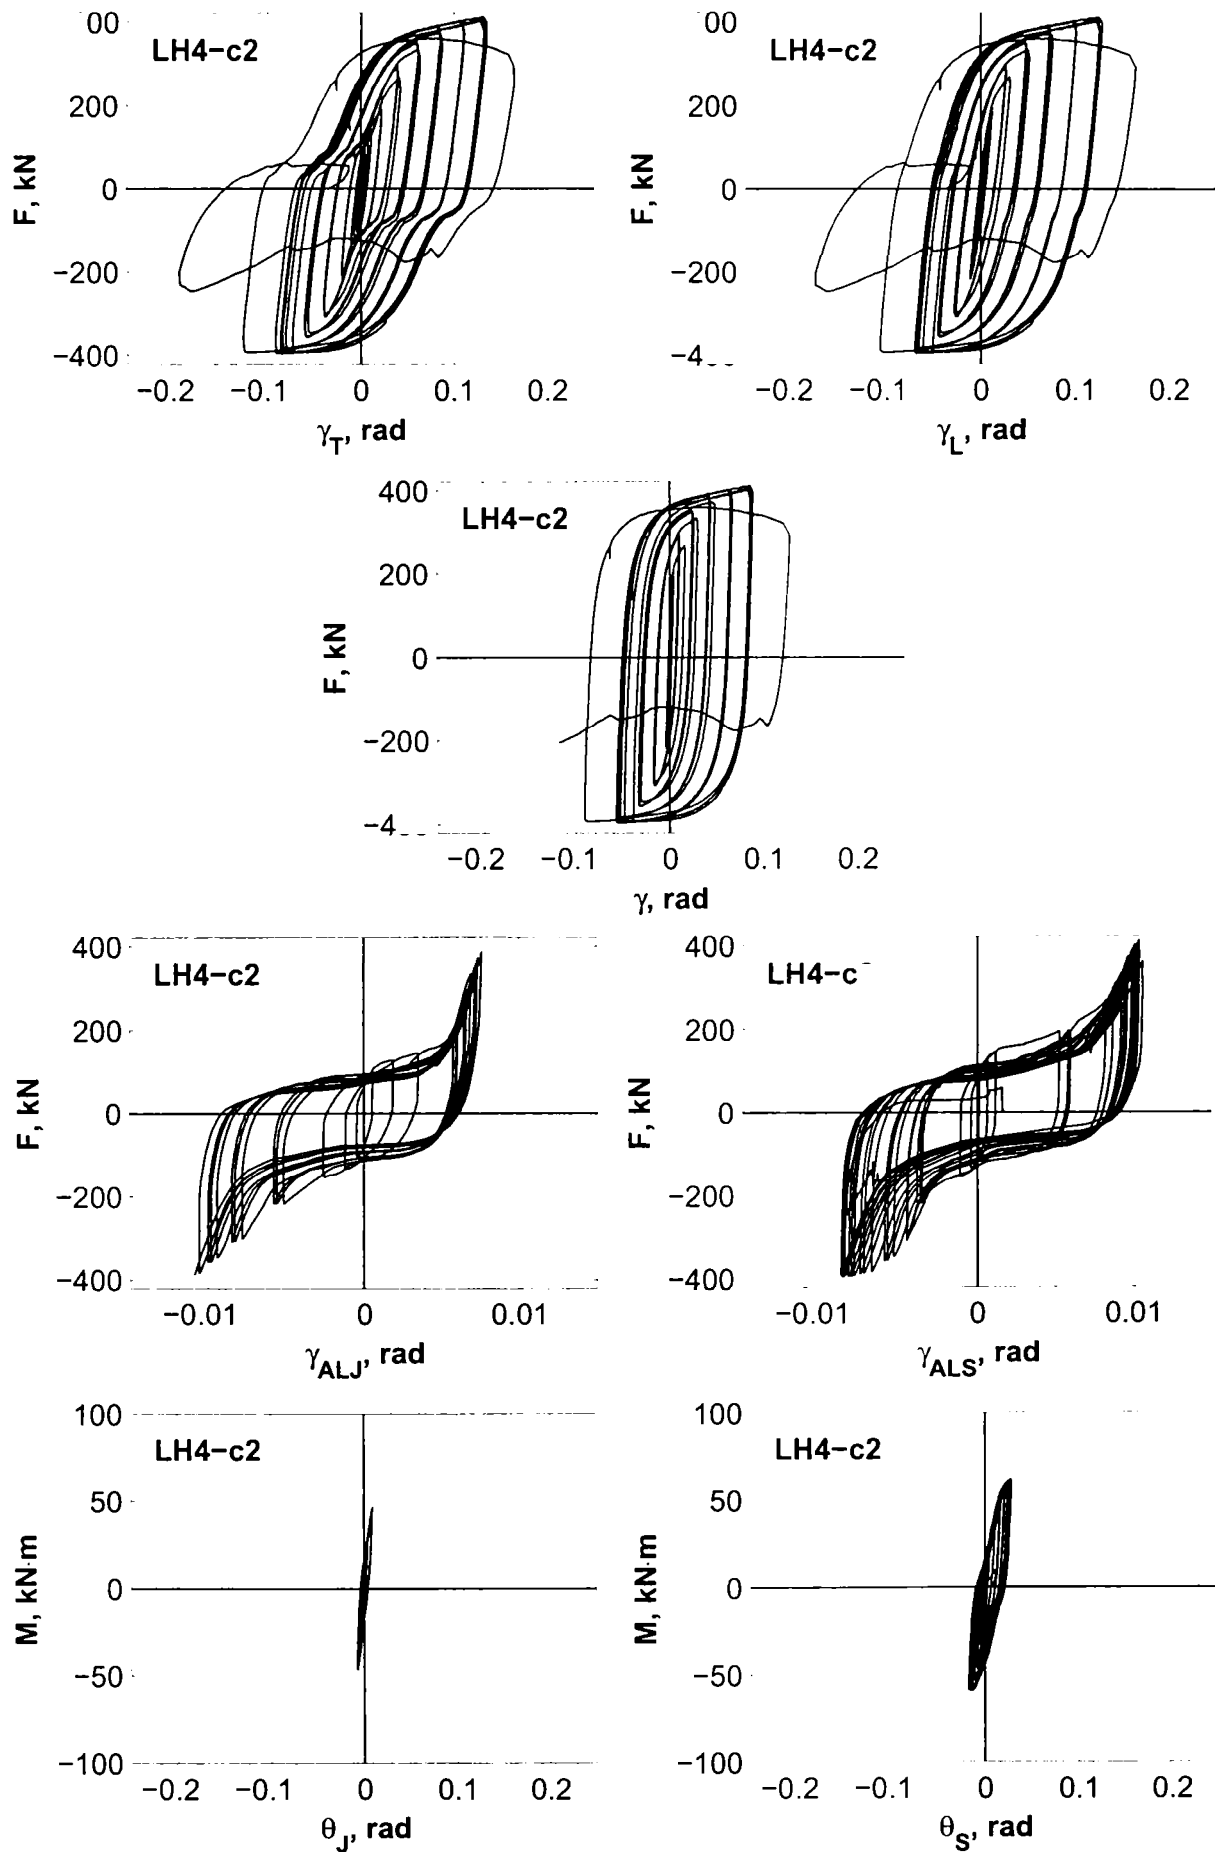 00
LH4−c2
200
0
−200
−400
F, kN
−0.2 −0.1 0 0.1 0.2
γT, rad
00
LH4−c2
200
0
−200
−4
F, kN
−0.2 −0.1 0 0.1 0.2
γL, rad
400
LH4−c2
200
0
−200
−4
F, kN
−0.2 −0.1 0 0.1 0.2
γ, rad
400
LH4−c2
200
0
−200
−400
F, kN
−0.01 0 0.01
γALJ, rad
400
LH4−c
200
0
−200
−400
F, kN
−0.01 0 0.01
γALS, rad
100
LH4−c2
50
0
−50
−100
M, kN·m
−0.2 −0.1 0 0.1 0.2
θJ, rad
100
LH4−c2
50
0
−50
−100
M, kN·m
−0.2 −0.1 0 0.1 0.2
θS, rad